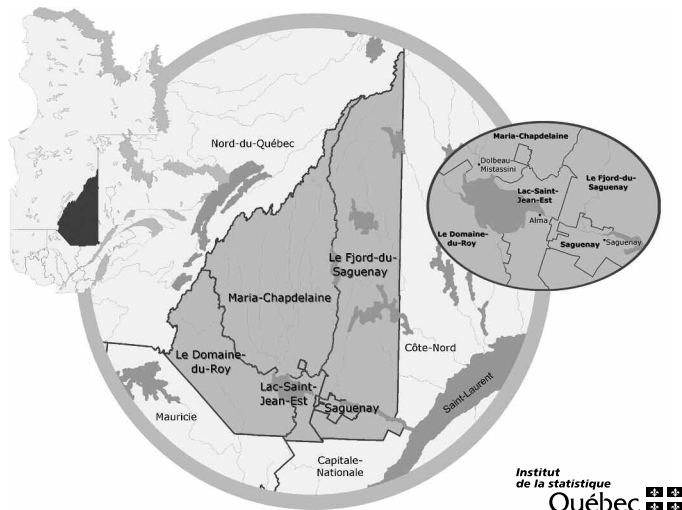 Nord-du-Québec
Maria-Chapdelaine
Dolbeau
Mistassini
Le Fjord-du-
Saguenay
Lac-Saint-
Jean-Est
Alma
Le Domaine-
du-Roy
Saguenay
Saguenay
Le Fjord-du-
Saguenay
Maria-Chapdelaine
Le Domaine-
du-Roy
Lac-Saint-
Jean-Est
Saguenay
Côte-Nord
Saint-Laurent
Mauricie
Capitale-
Nationale
Institut
de la statistique
Québec